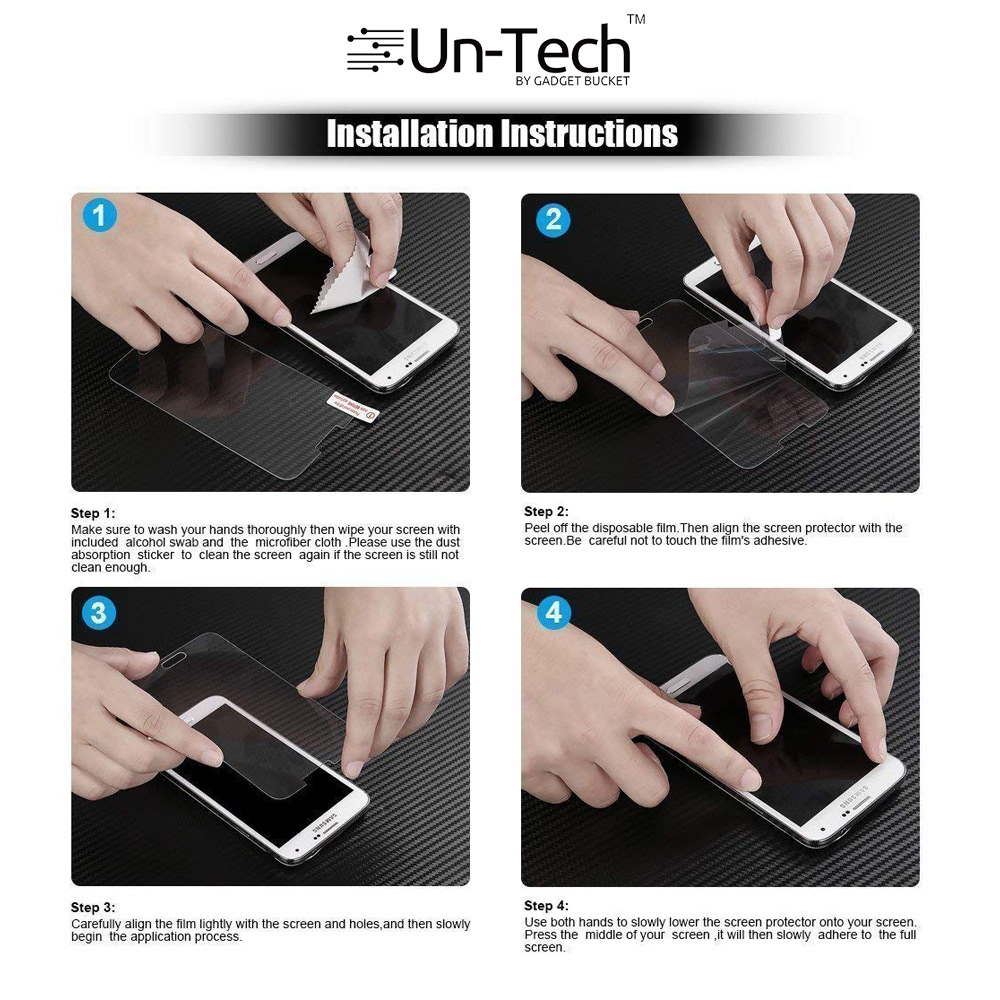 Un-Tech™
BY GADGET BUCKET
Installation Instructions
1
2
SAMSUNG
SAMSUNG
Step 1:
Make sure to wash your hands thoroughly then wipe your screen with
included alcohol swab and the microfiber cloth .Please use the dust
absorption sticker to clean the screen again if the screen is still not
clean enough.
Step 2:
Peel off the disposable film.Then align the screen protector with the
screen.Be careful not to touch the film's adhesive.
3
4
SAMSUNG
SAMSUNG
Step 3:
Carefully align the film lightly with the screen and holes,and then slowly
begin the application process.
Step 4:
Use both hands to slowly lower the screen protector onto your screen.
Press the middle of your screen ,it will then slowly adhere to the full
screen.